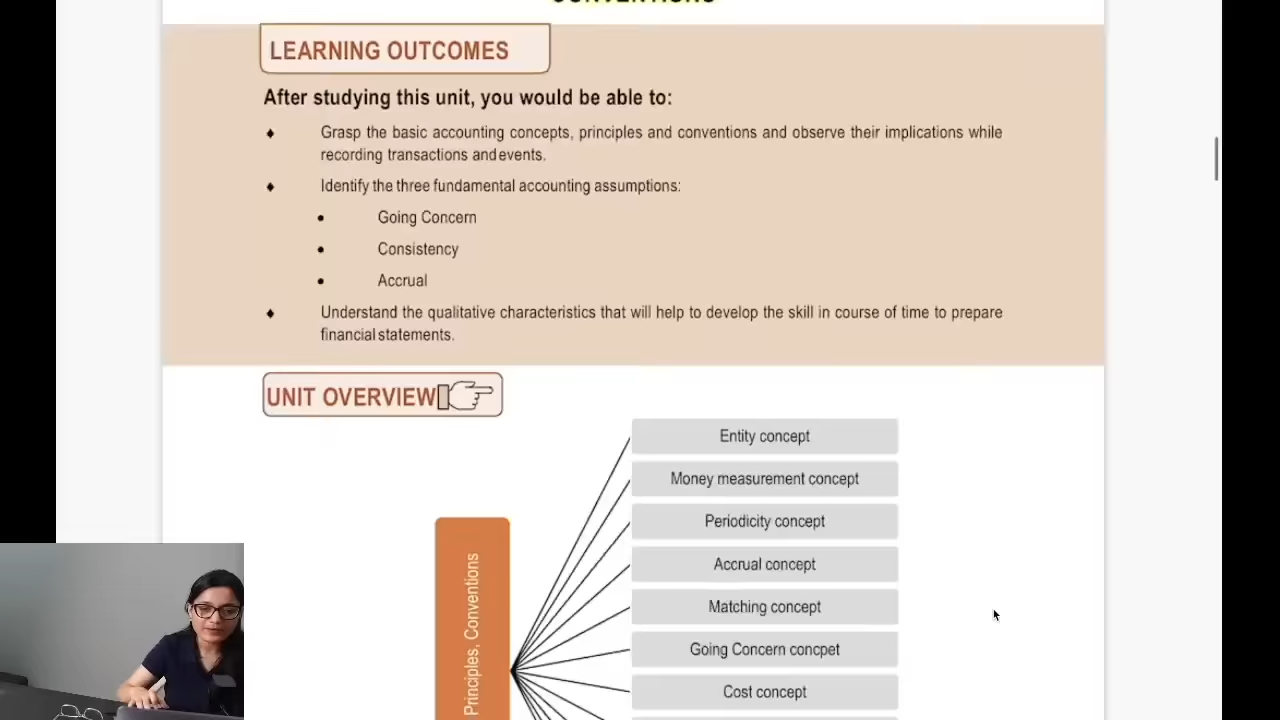 CONVENTIONS
LEARNING OUTCOMES
After studying this unit, you would be able to:
♦ Grasp the basic accounting concepts, principles and conventions and observe their implications while
recording transactions and events.
♦ Identify the three fundamental accounting assumptions:
• Going Concern
• Consistency
• Accrual
♦ Understand the qualitative characteristics that will help to develop the skill in course of time to prepare
financial statements.
UNIT OVERVIEW
Entity concept
Money measurement concept
Periodicity concept
Accrual concept
Matching concept
Going Concern concpet
Cost concept
Principles, Conventions